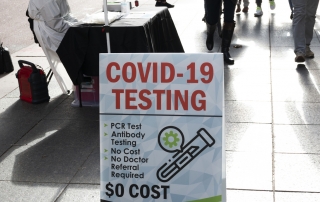 COVID-19
TESTING
PCR Test
Antibody
Testing
No Cost
No Doctor
Referral
Required
$0 COST